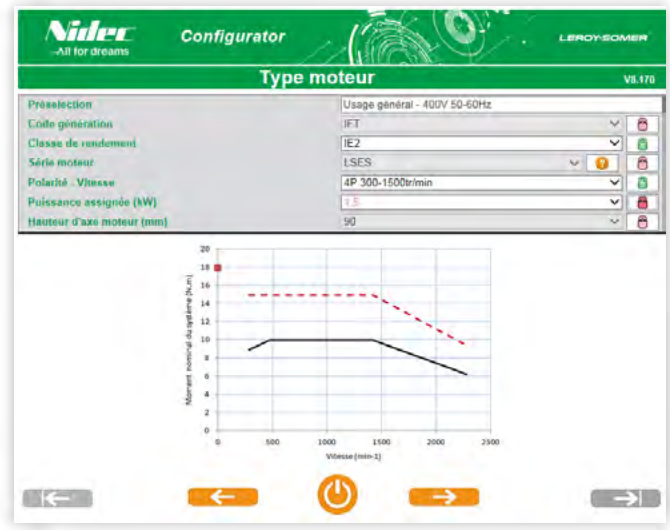 Nidec
-All for dreams
Configurator
LEROY-SOMER
Type moteur
V8.170
Préselection
Usage général - 400V 50-60Hz
Code génération
IFT
Classe de rendement
IE2
Série moteur
LSES
?
Polarité - Vitesse
4P 300-1500tr/min
Puissance assignée (kW)
1.5
Hauteur d'axe moteur (mm)
90
Moment nominal du système (N.m)
20
18
16
14
12
10
8
6
4
2
0
0
500
1000
1500
2000
2500
Vitesse (min-1)